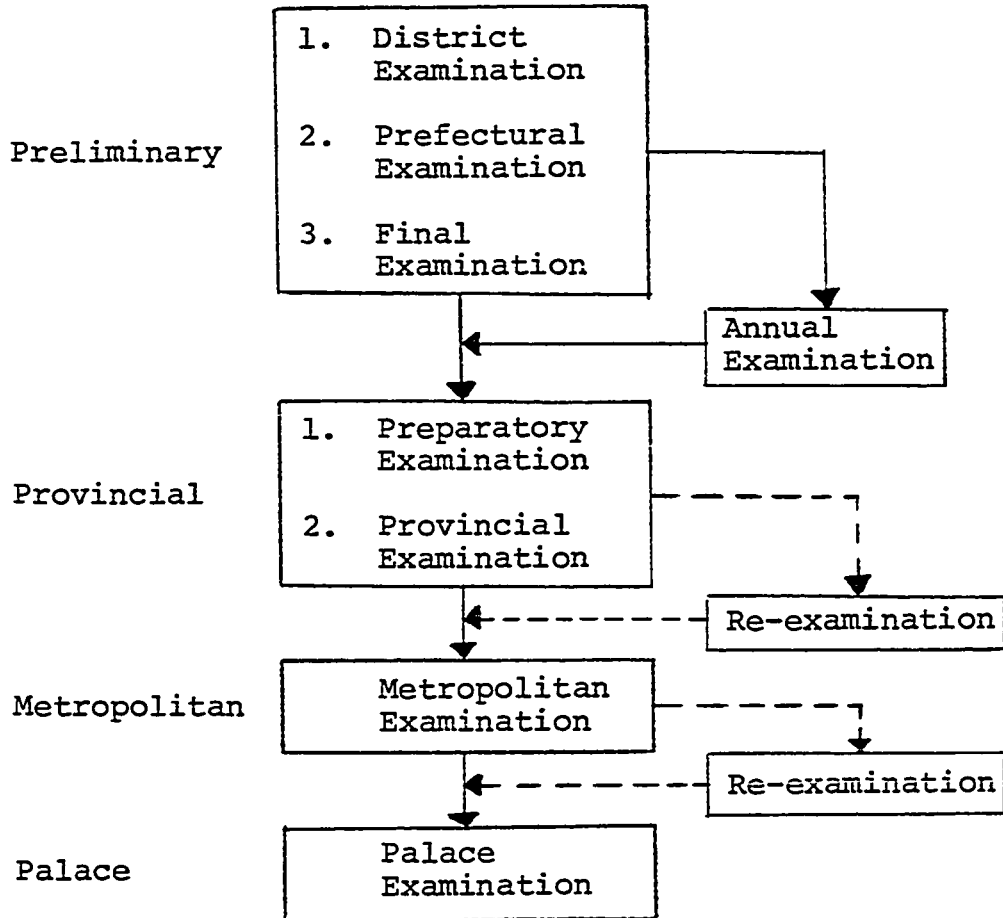 Preliminary
1. District
Examination
2. Prefectural
Examination
3. Final
Examination
Annual
Examination
Provincial
1. Preparatory
Examination
2. Provincial
Examination
Re-examination
Metropolitan
Metropolitan
Examination
Re-examination
Palace
Palace
Examination